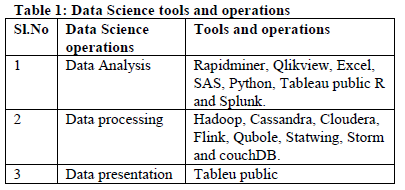 Table 1: Data Science tools and operations
Sl.No Data Science operations Tools and operations
1 Data Analysis Rapidminer, Qlikview, Excel,
SAS, Python, Tableau public R
and Splunk.
2 Data processing Hadoop, Cassandra, Cloudera,
Flink, Qubole, Statwing, Storm
and couchDB.
3 Data presentation Tableu public